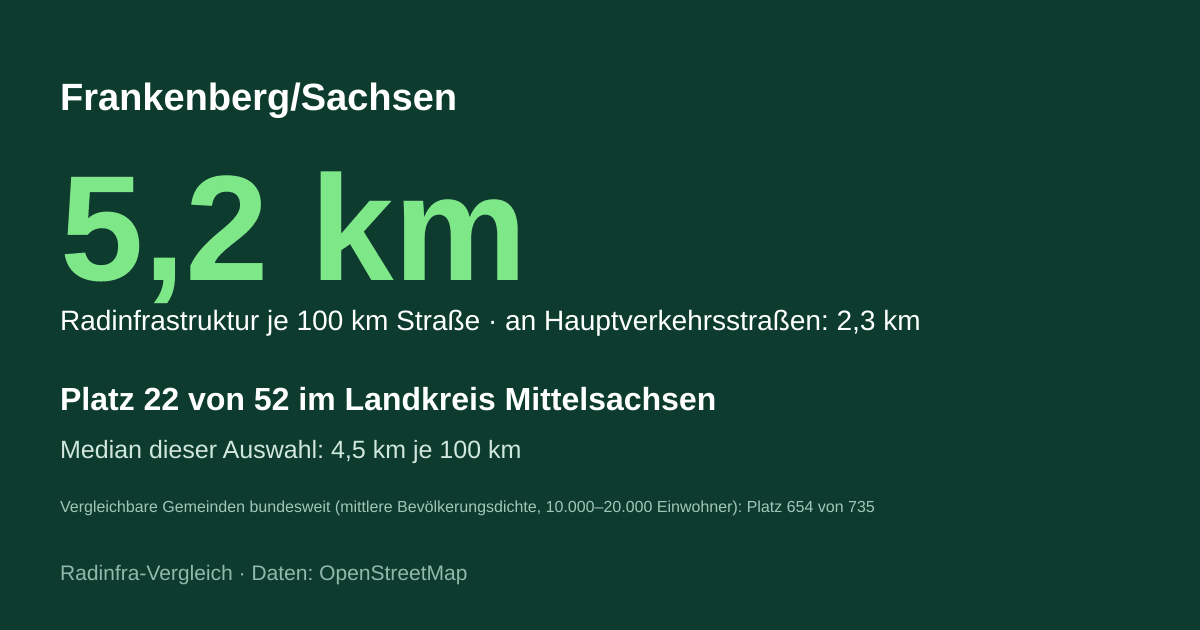 Frankenberg/Sachsen
5,2 km
Radinfrastruktur je 100 km Straße · an Hauptverkehrsstraßen: 2,3 km
Platz 22 von 52 im Landkreis Mittelsachsen
Median dieser Auswahl: 4,5 km je 100 km
Vergleichbare Gemeinden bundesweit (mittlere Bevölkerungsdichte, 10.000–20.000 Einwohner): Platz 654 von 735
Radinfra-Vergleich · Daten: OpenStreetMap